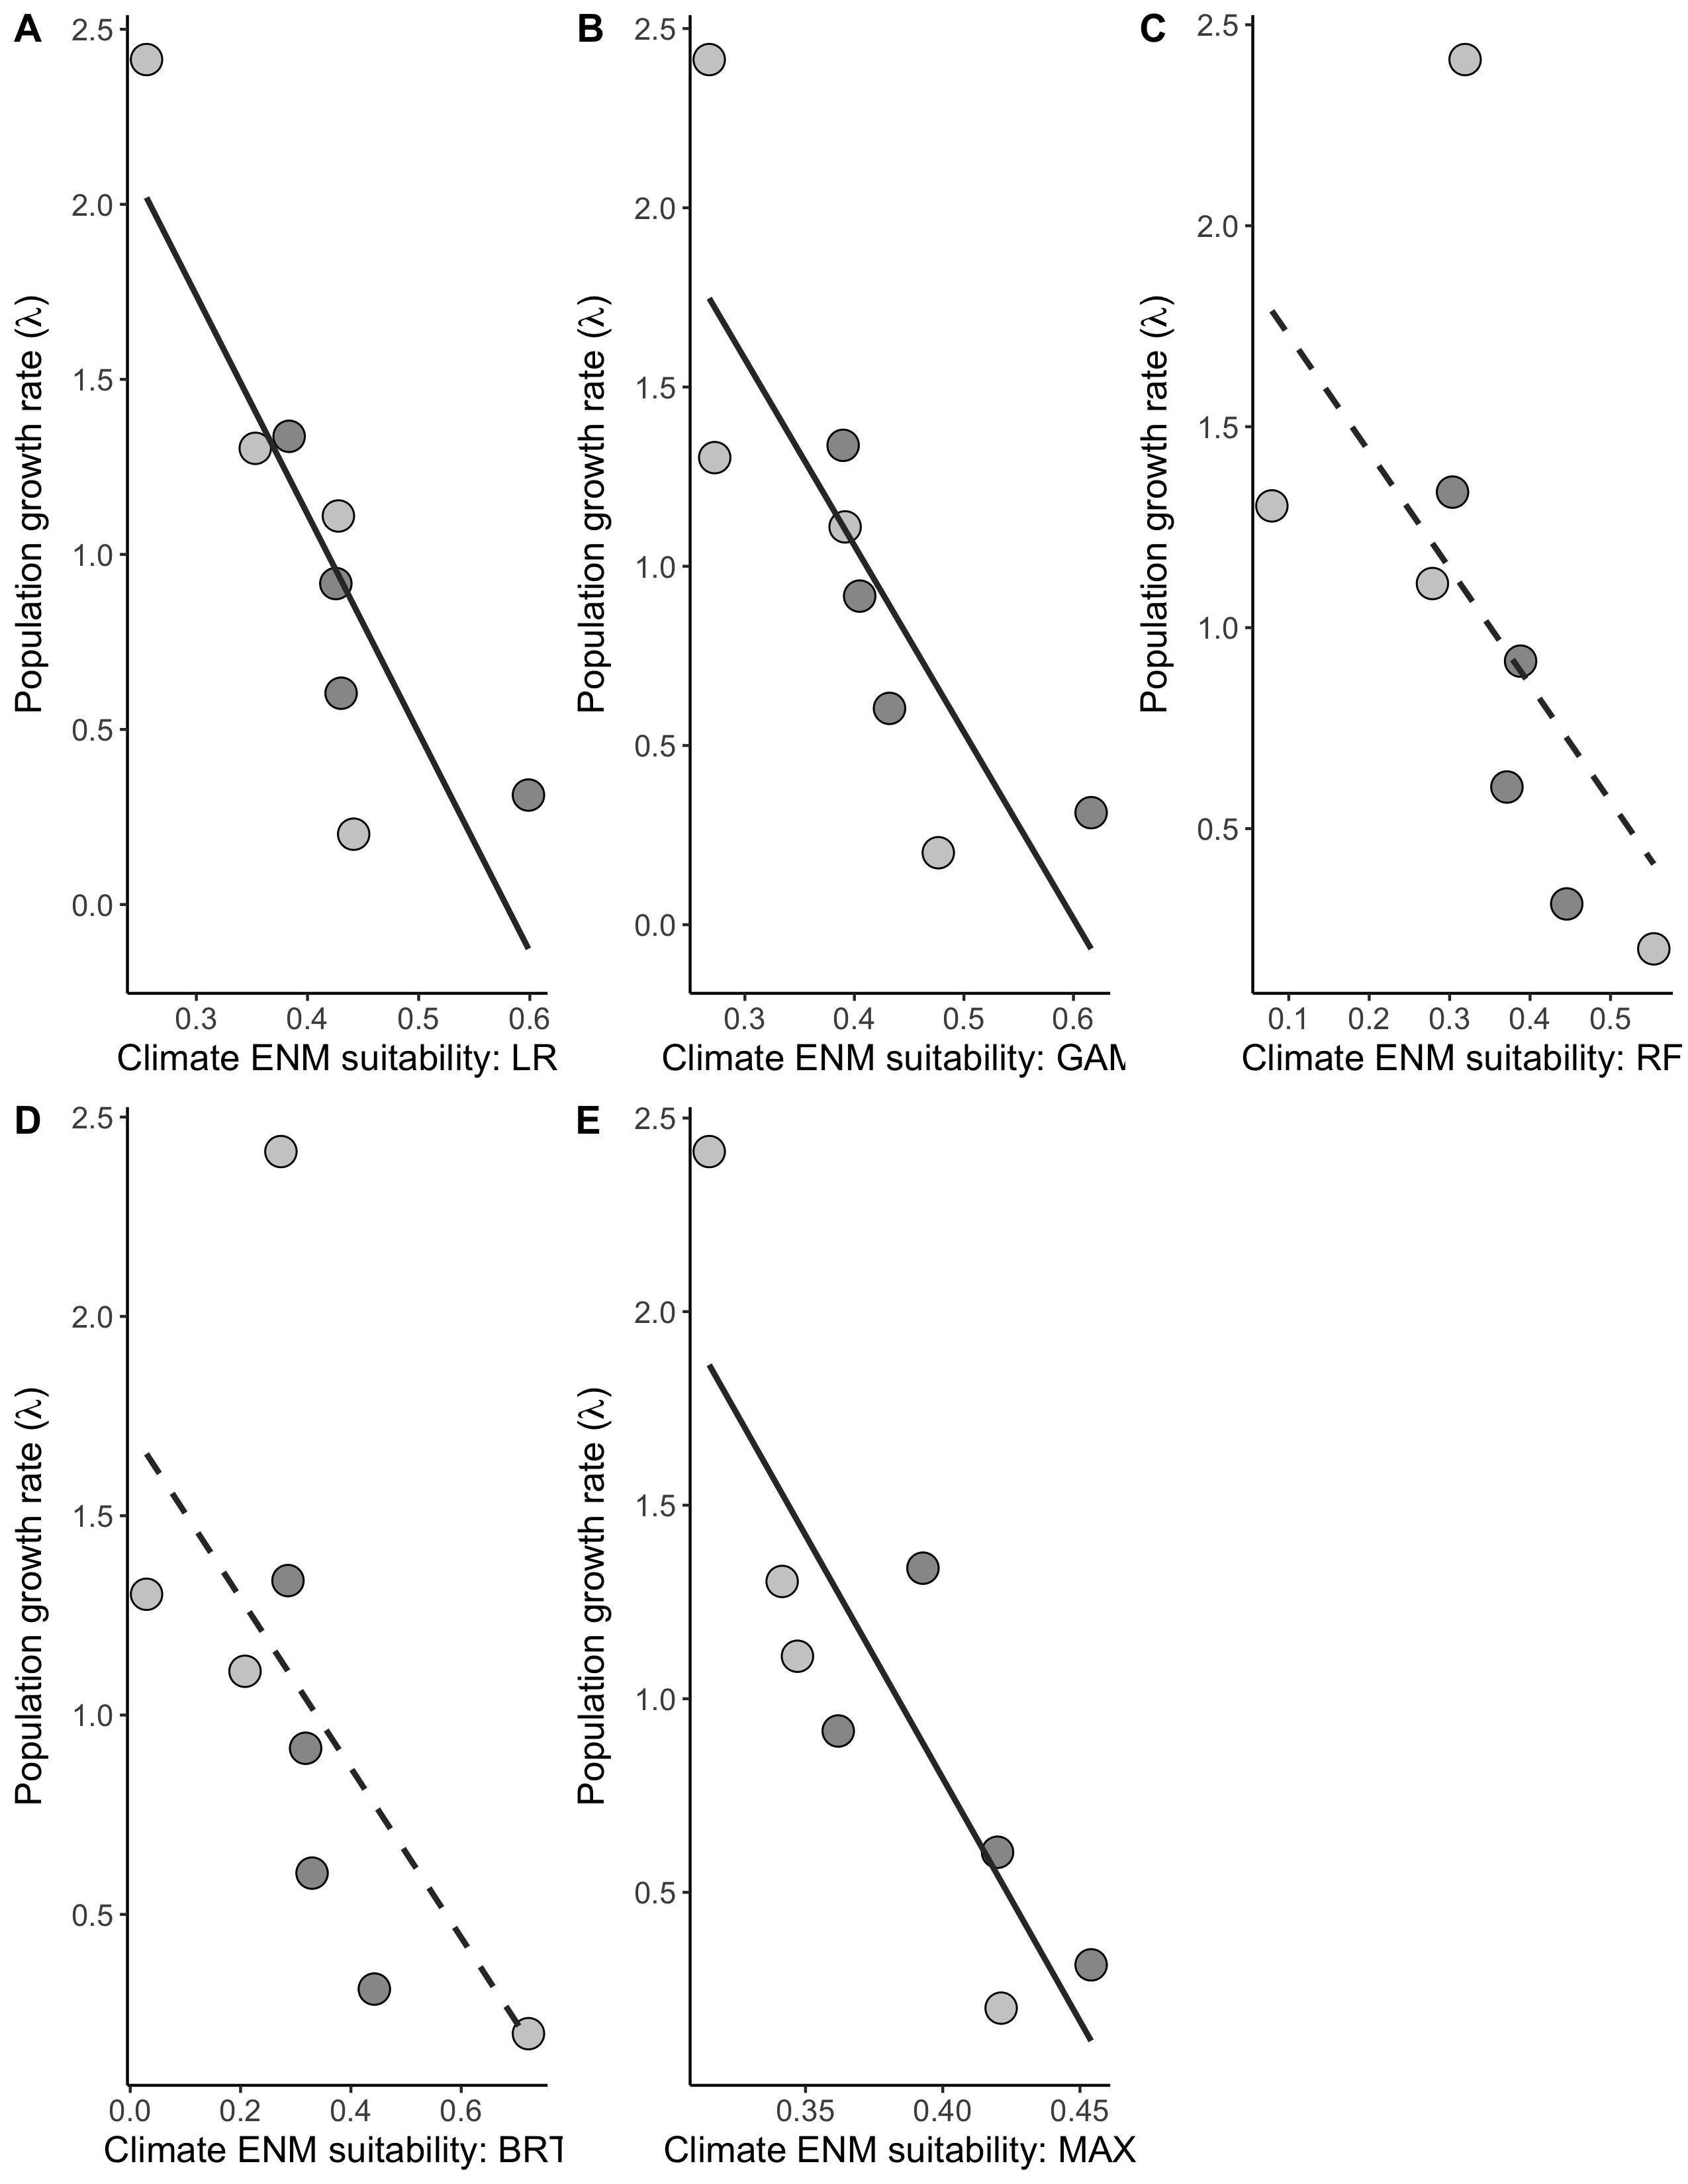 A
2.5
2.0
1.5
1.0
0.5
0.0
Population growth rate (λ)
0.3 0.4 0.5 0.6
Climate ENM suitability: LR
B
2.5
2.0
1.5
1.0
0.5
0.0
Population growth rate (λ)
0.3 0.4 0.5 0.6
Climate ENM suitability: GAM
C
2.5
2.0
1.5
1.0
0.5
Population growth rate (λ)
0.1 0.2 0.3 0.4 0.5
Climate ENM suitability: RF
D
2.5
2.0
1.5
1.0
0.5
Population growth rate (λ)
0.0 0.2 0.4 0.6
Climate ENM suitability: BRT
E
2.5
2.0
1.5
1.0
0.5
Population growth rate (λ)
0.35 0.40 0.45
Climate ENM suitability: MAX